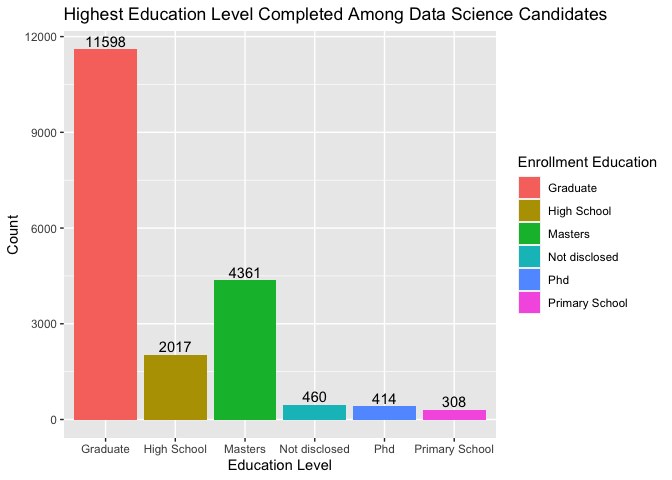 Highest Education Level Completed Among Data Science Candidates
12000
9000
6000
3000
0
Count
11598
2017
4361
460
414
308
Graduate
High School
Masters
Not disclosed
Phd
Primary School
Education Level
Enrollment Education
Graduate
High School
Masters
Not disclosed
Phd
Primary School